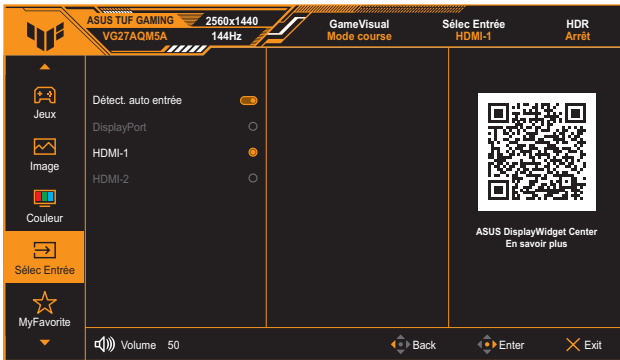 ASUS TUF GAMING 2560x1440
VG27AQM5A 144Hz
GameVisual
Mode course
Sélec Entrée
HDMI-1
HDR
Arrêt
Jeux
Image
Couleur
Sélec Entrée
MyFavorite
Détect. auto entrée
DisplayPort
HDMI-1
HDMI-2
ASUS DisplayWidget Center
En savoir plus
Volume 50
Back
Enter
Exit